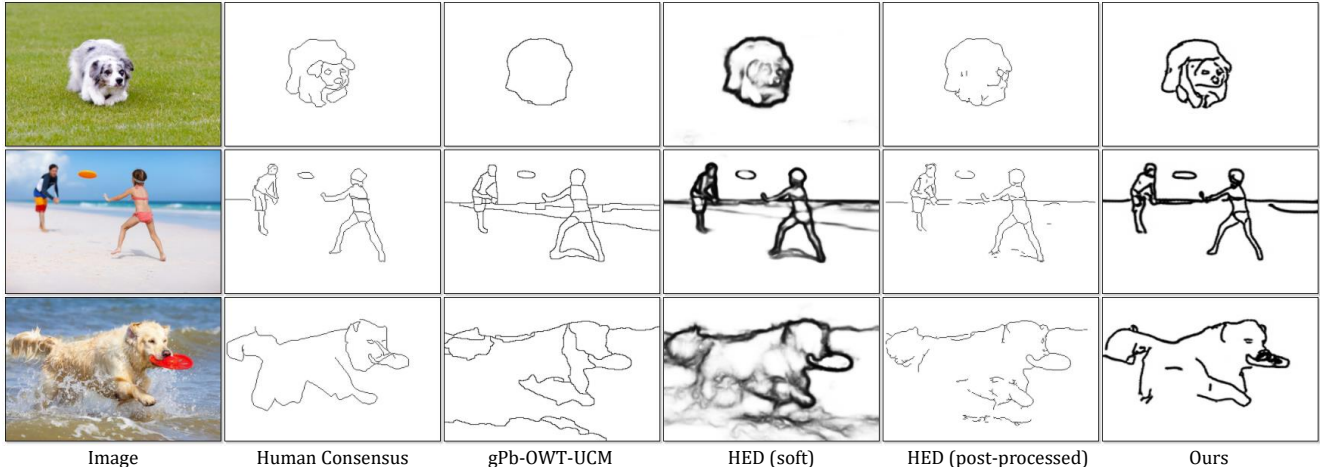 Image
Human Consensus
gPb-OWT-UCM
HED (soft)
HED (post-processed)
Ours